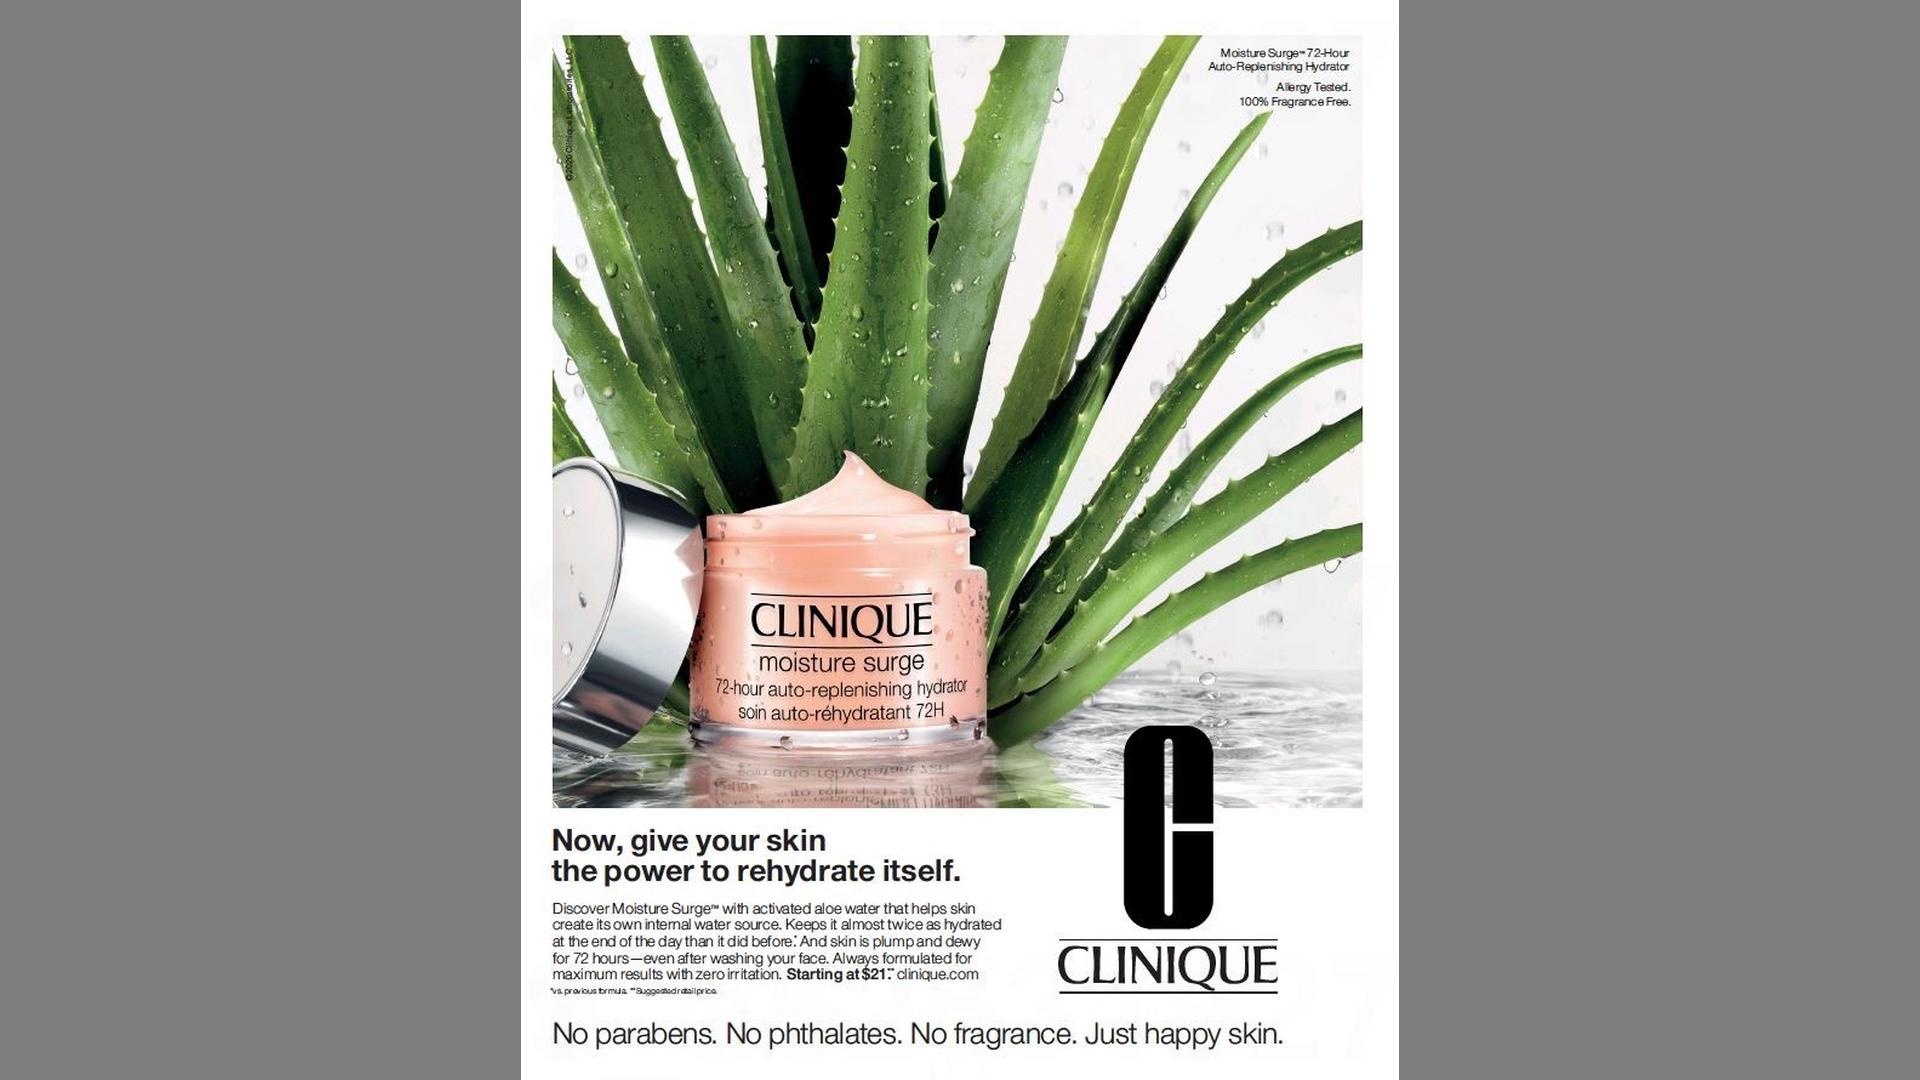 ©2020 Clinique Laboratories, LLC
Moisture Surge™ 72-Hour
Auto-Replenishing Hydrator
Allergy Tested.
100% Fragrance Free.
CLINIQUE
moisture surge
72-hour auto-replenishing hydrator
soin auto-réhydratant 72H
Now, give your skin
the power to rehydrate itself.
Discover Moisture Surge™ with activated aloe water that helps skin
create its own internal water source. Keeps it almost twice as hydrated
at the end of the day than it did before.* And skin is plump and dewy
for 72 hours—even after washing your face. Always formulated for
maximum results with zero irritation. Starting at $21.** clinique.com
*vs. previous formula. **Suggested retail price.
C
CLINIQUE
No parabens. No phthalates. No fragrance. Just happy skin.